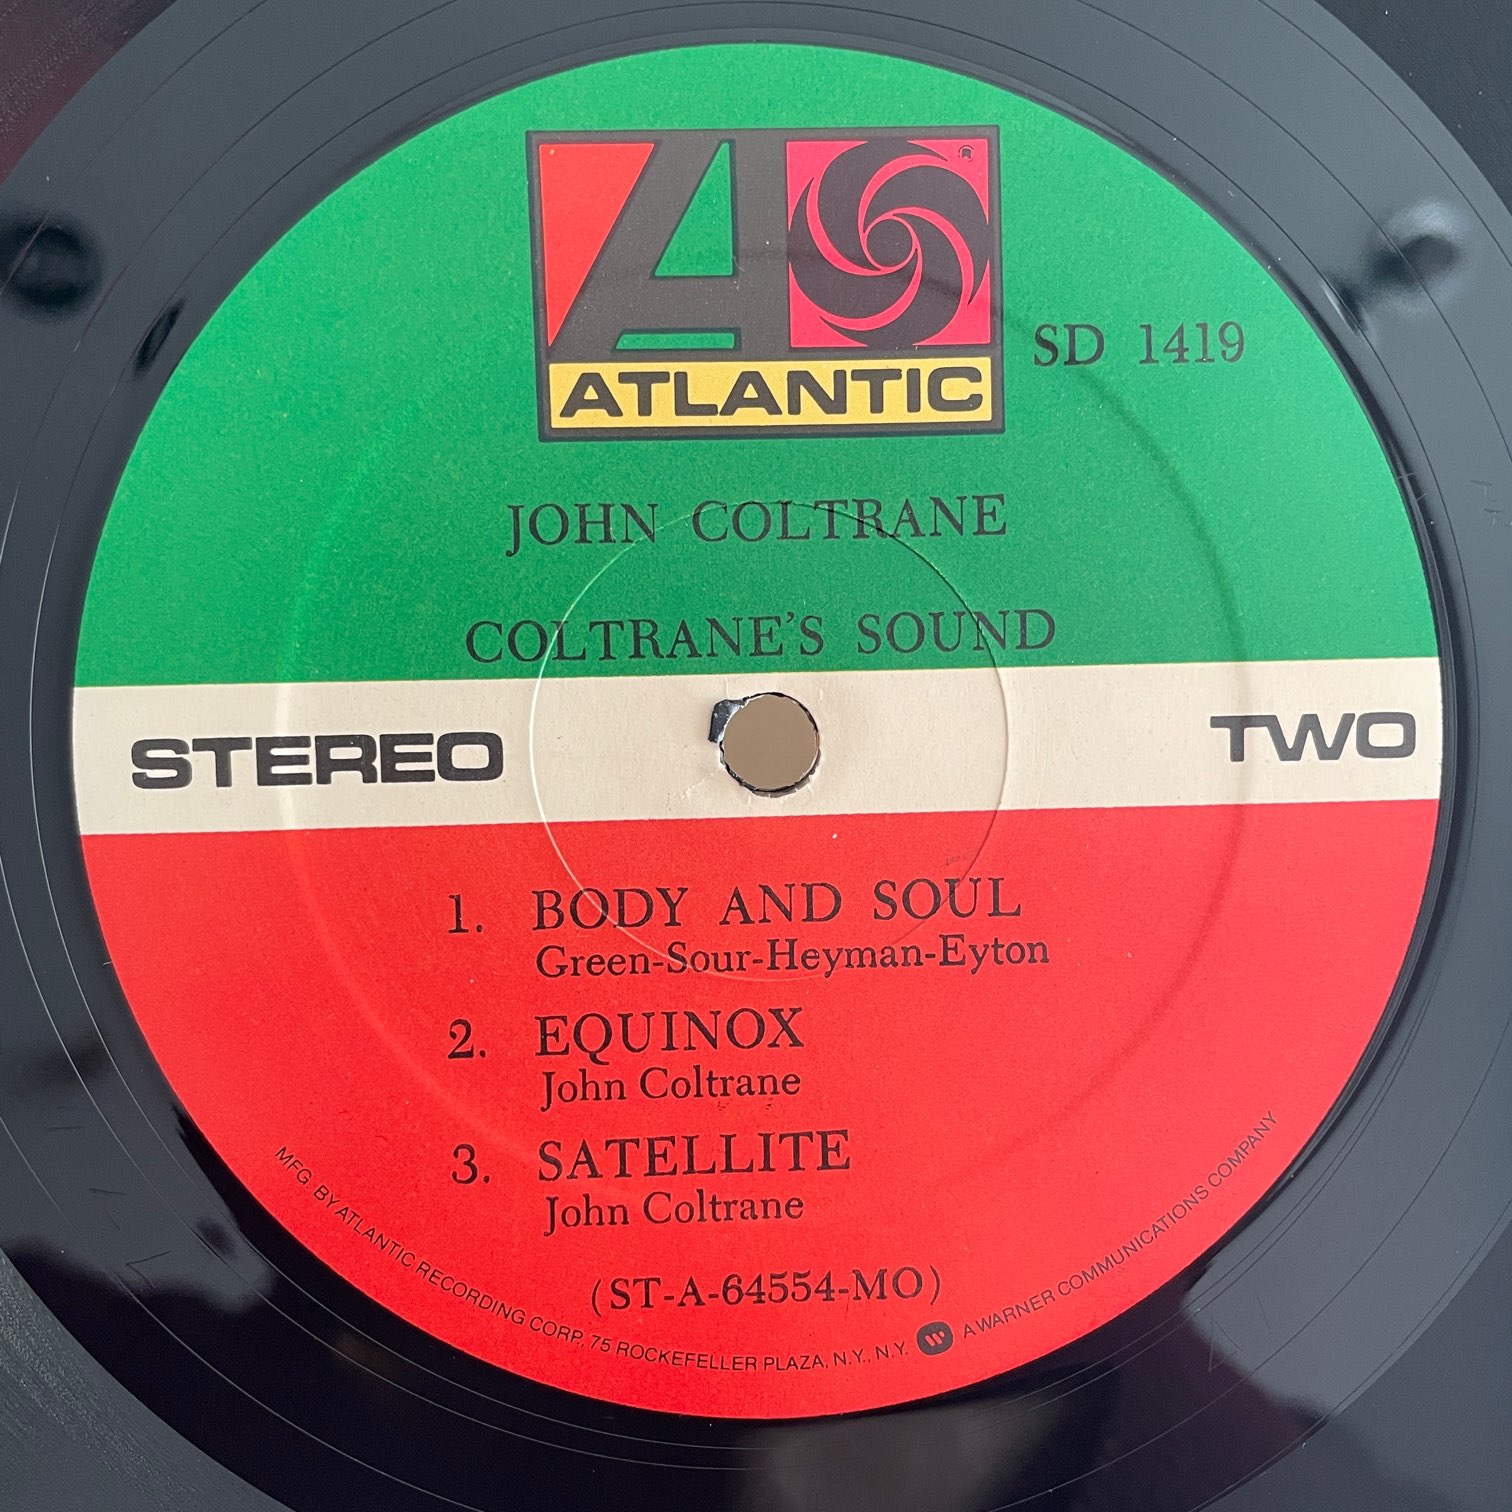 ATLANTIC
SD 1419
JOHN COLTRANE
COLTRANE'S SOUND
STEREO
TWO
1. BODY AND SOUL
Green-Sour-Heyman-Eyton
2. EQUINOX
John Coltrane
3. SATELLITE
John Coltrane
(ST-A-64554-MO)
MFG. BY ATLANTIC RECORDING CORP., 75 ROCKEFELLER PLAZA, N.Y., N.Y. A WARNER COMMUNICATIONS COMPANY